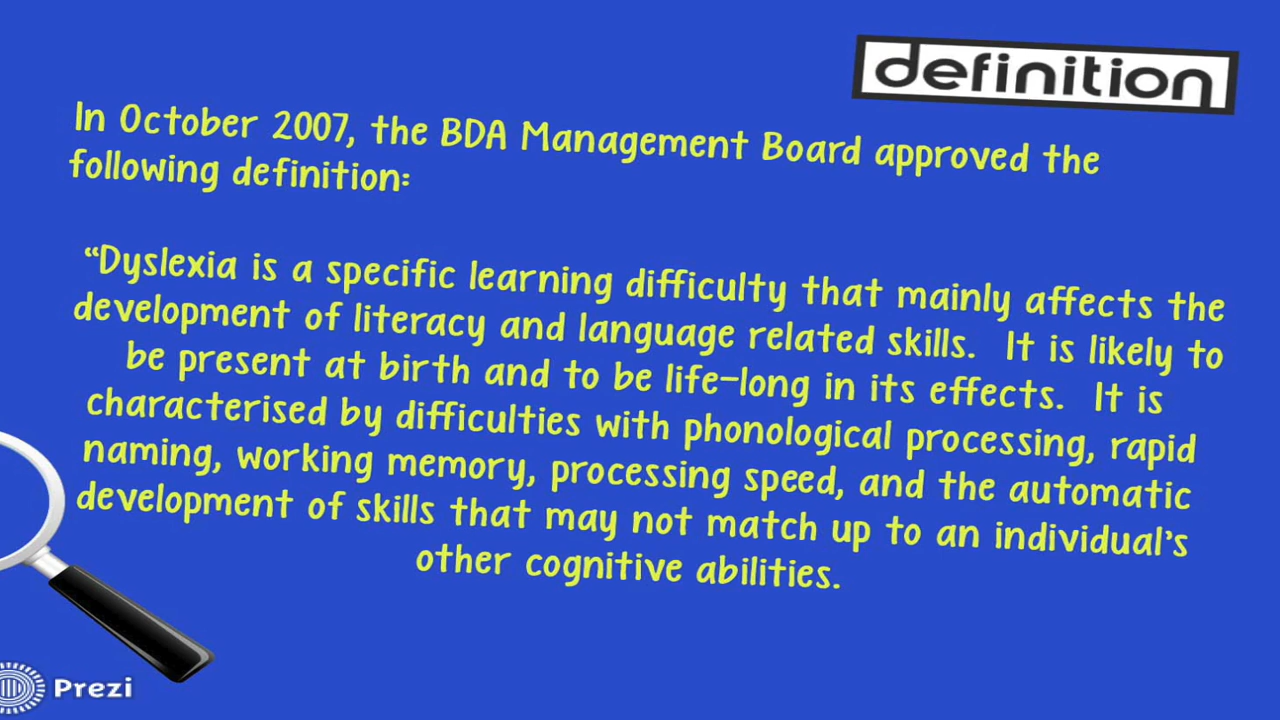 definition
In October 2007, the BDA Management Board approved the
following definition:
“Dyslexia is a specific learning difficulty that mainly affects the
development of literacy and language related skills.  It is likely to
be present at birth and to be life-long in its effects.  It is
characterised by difficulties with phonological processing, rapid
naming, working memory, processing speed, and the automatic
development of skills that may not match up to an individual’s
other cognitive abilities.
Prezi